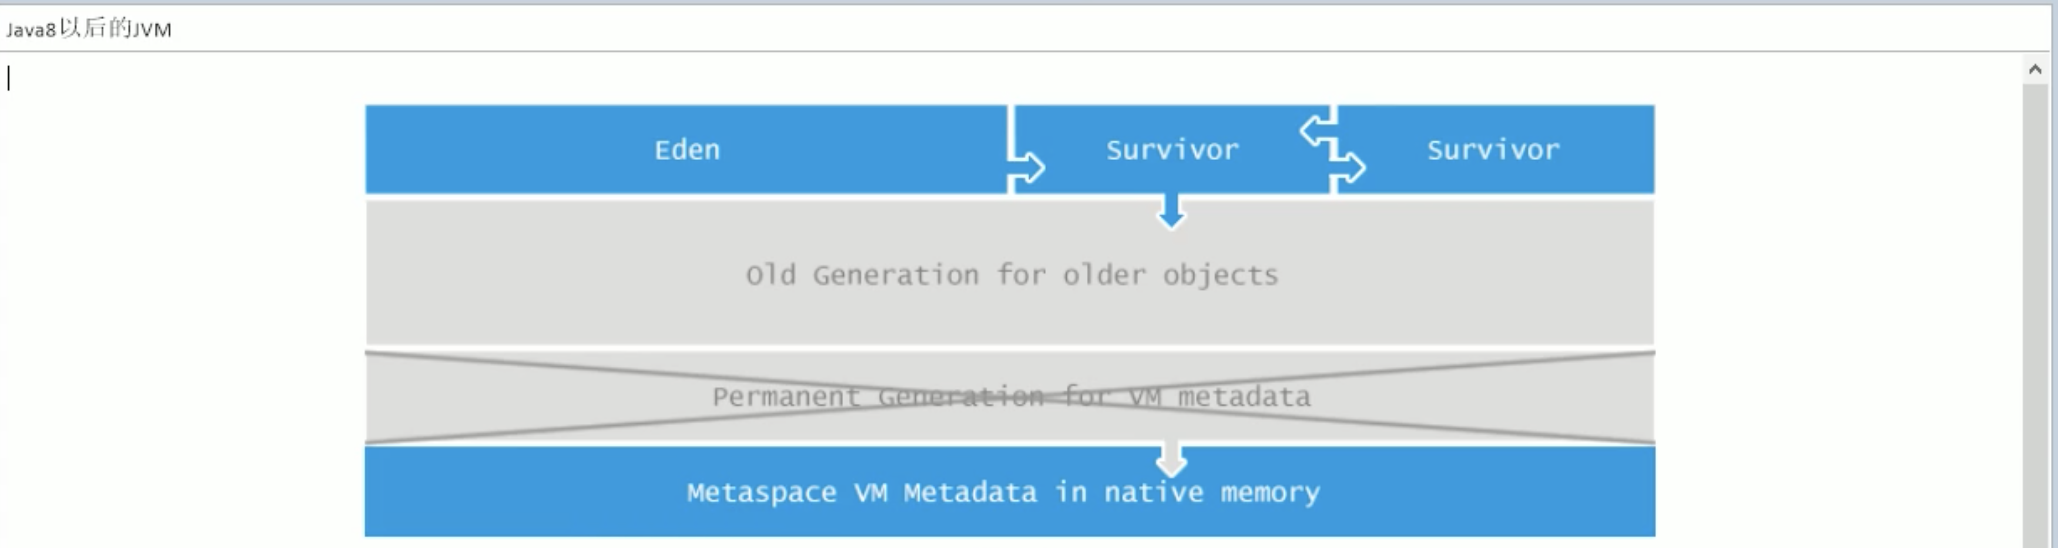 Java8以后的JVM
Eden
Survivor
Survivor
Old Generation for older objects
Permanent Generation for VM metadata
Metaspace VM Metadata in native memory